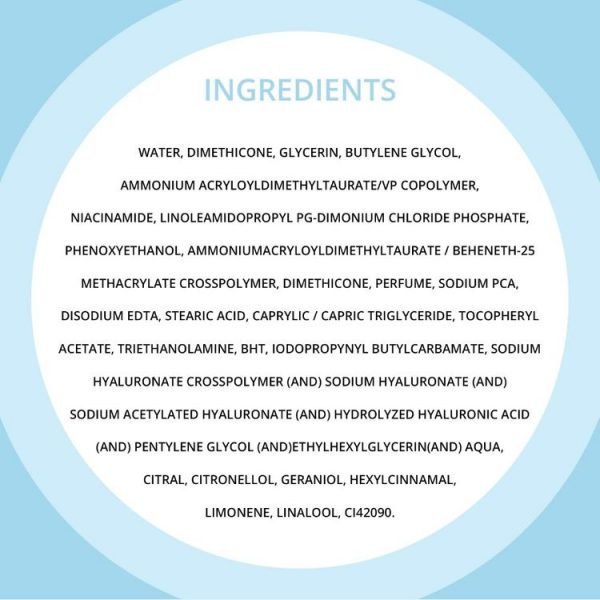 INGREDIENTS
WATER, DIMETHICONE, GLYCERIN, BUTYLENE GLYCOL,
AMMONIUM ACRYLOYLDIMETHYLTAURATE/VP COPOLYMER,
NIACINAMIDE, LINOLEAMIDOPROPYL PG-DIMONIUM CHLORIDE PHOSPHATE,
PHENOXYETHANOL, AMMONIUMACRYLOYLDIMETHYLTAURATE / BEHENETH-25
METHACRYLATE CROSSPOLYMER, DIMETHICONE, PERFUME, SODIUM PCA,
DISODIUM EDTA, STEARIC ACID, CAPRYLIC / CAPRIC TRIGLYCERIDE, TOCOPHERYL
ACETATE, TRIETHANOLAMINE, BHT, IODOPROPYNYL BUTYLCARBAMATE, SODIUM
HYALURONATE CROSSPOLYMER (AND) SODIUM HYALURONATE (AND)
SODIUM ACETYLATED HYALURONATE (AND) HYDROLYZED HYALURONIC ACID
(AND) PENTYLENE GLYCOL (AND)ETHYLHEXYLGLYCERIN(AND) AQUA,
CITRAL, CITRONELLOL, GERANIOL, HEXYLCINNAMAL,
LIMONENE, LINALOOL, CI42090.